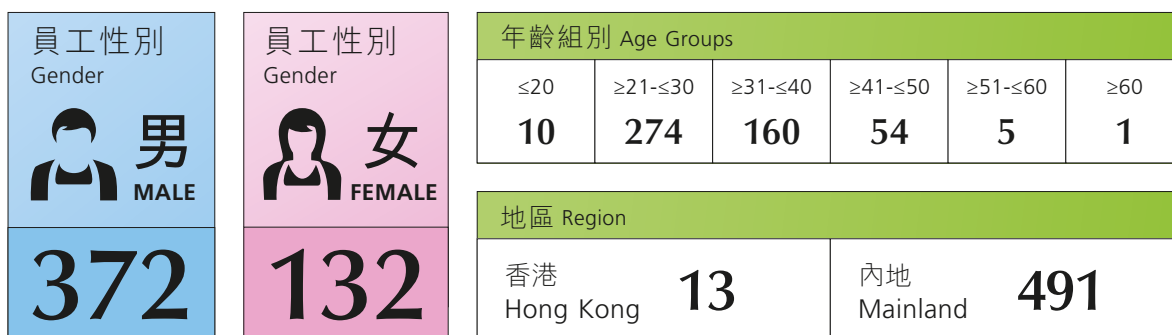 員工性別
Gender
男
MALE
372
員工性別
Gender
女
FEMALE
132
年齡組別 Age Groups
≤20 ≥21-≤30 ≥31-≤40 ≥41-≤50 ≥51-≤60 ≥60
10 274 160 54 5 1
地區 Region
香港
Hong Kong 13
內地
Mainland 491